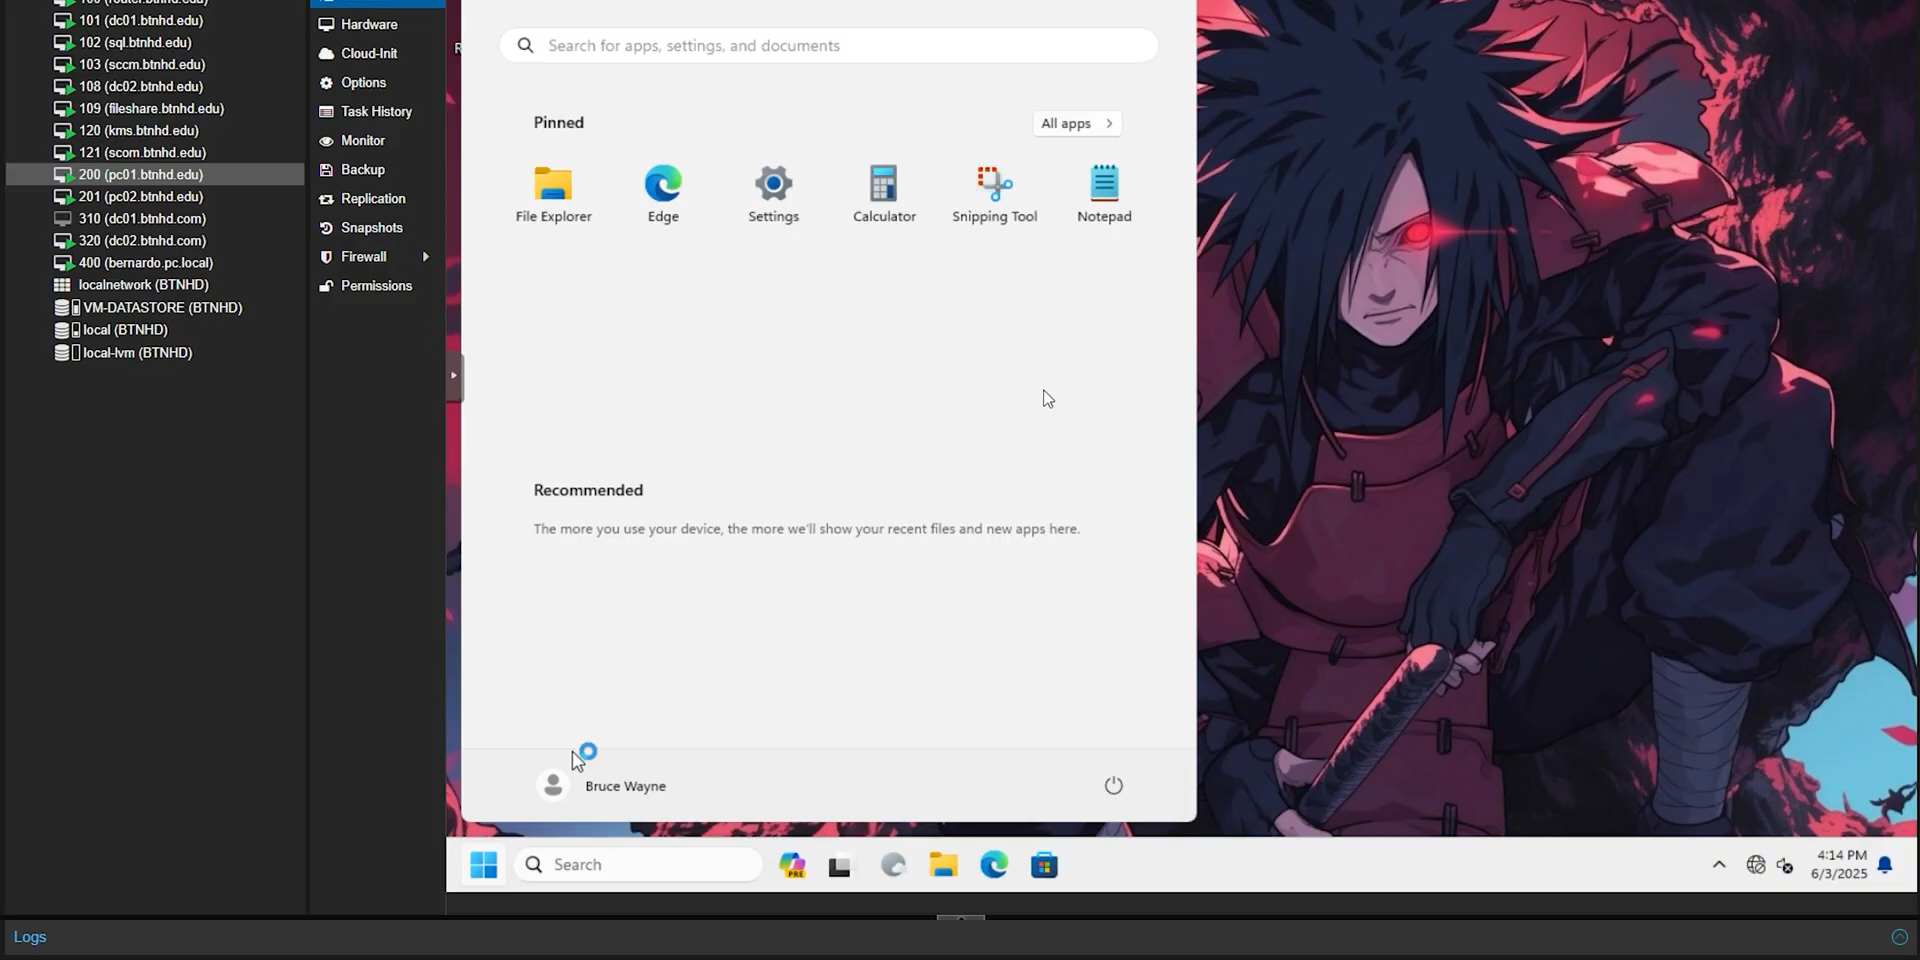 101 (dc01.btnhd.edu)
102 (sql.btnhd.edu)
103 (sccm.btnhd.edu)
108 (dc02.btnhd.edu)
109 (fileshare.btnhd.edu)
120 (kms.btnhd.edu)
121 (scom.btnhd.edu)
200 (pc01.btnhd.edu)
201 (pc02.btnhd.edu)
310 (dc01.btnhd.com)
320 (dc02.btnhd.com)
400 (bernardo.pc.local)
localnetwork (BTNHD)
VM-DATASTORE (BTNHD)
local (BTNHD)
local-lvm (BTNHD)
Hardware
Cloud-Init
Options
Task History
Monitor
Backup
Replication
Snapshots
Firewall
Permissions
Search for apps, settings, and documents
Pinned
All apps
File Explorer
Edge
Settings
Calculator
Snipping Tool
Notepad
Recommended
The more you use your device, the more we'll show your recent files and new apps here.
Bruce Wayne
Search
PRE
4:14 PM
6/3/2025
Logs